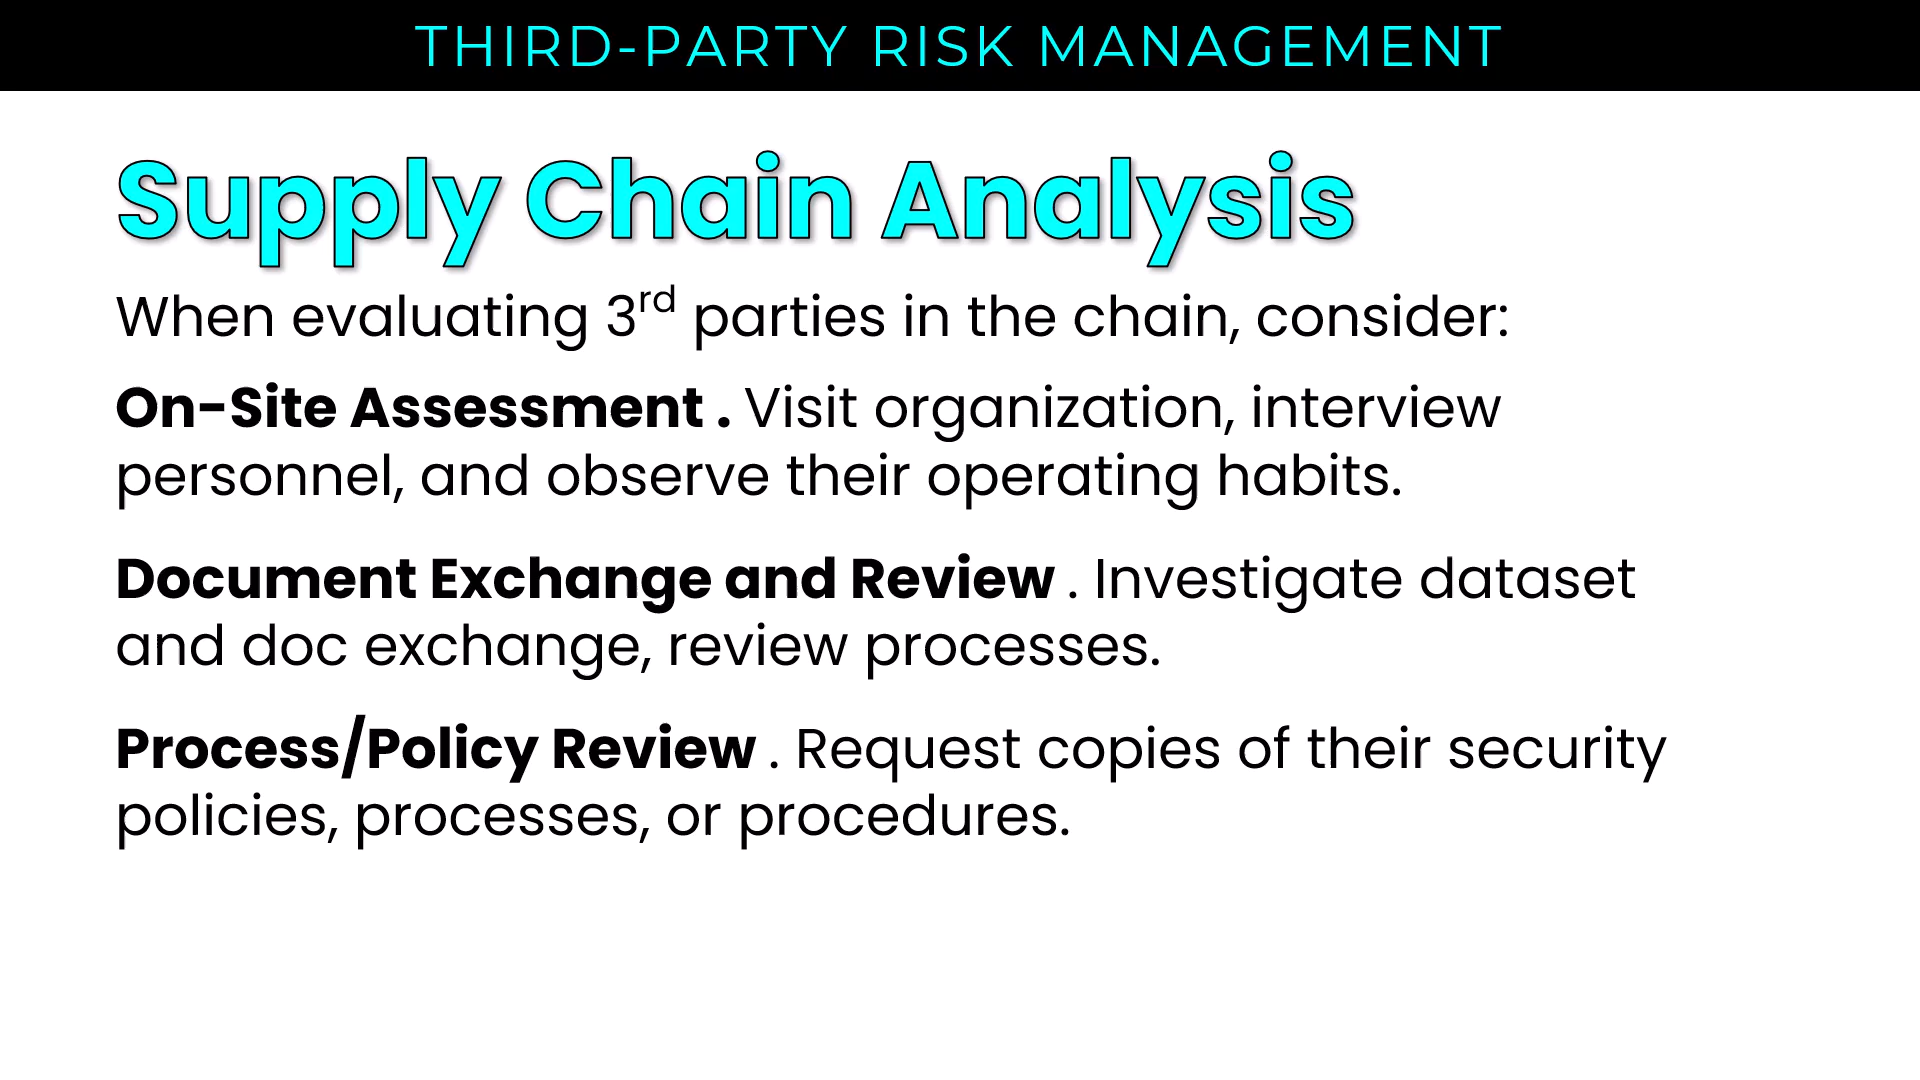 THIRD-PARTY RISK MANAGEMENT
Supply Chain Analysis
When evaluating 3rd parties in the chain, consider:
On-Site Assessment . Visit organization, interview
personnel, and observe their operating habits.
Document Exchange and Review . Investigate dataset
and doc exchange, review processes.
Process/Policy Review . Request copies of their security
policies, processes, or procedures.